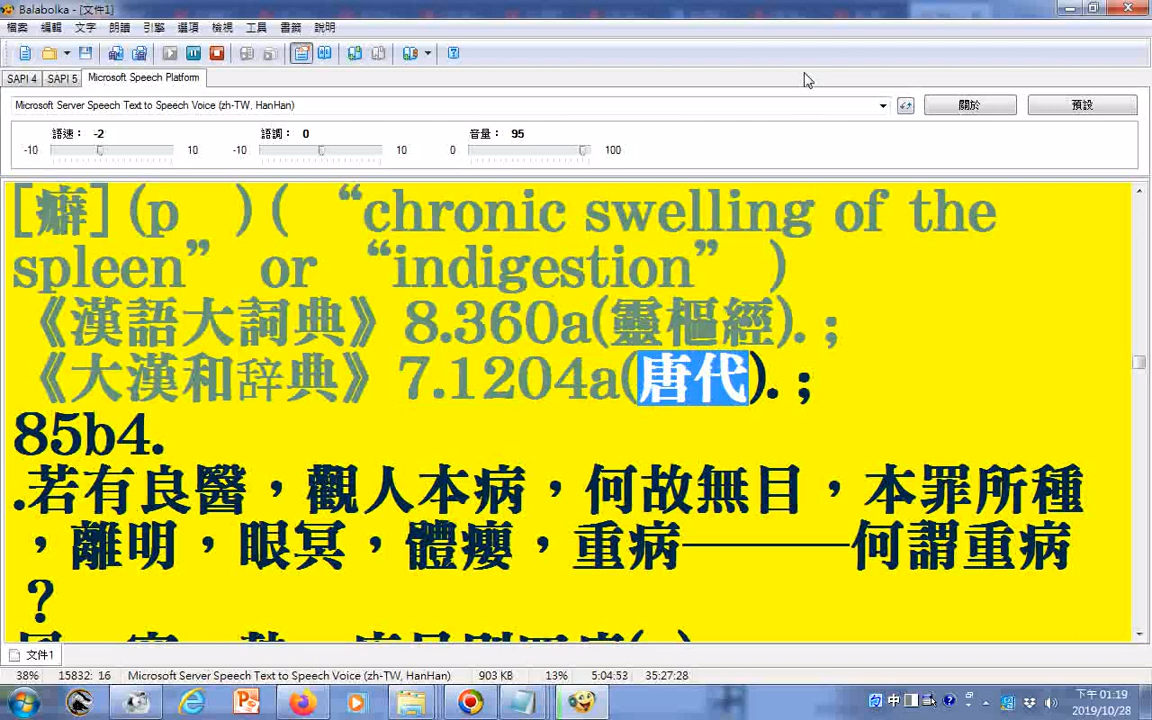 Balabolka - [文件1]
檔案 編輯 文字 朗讀 引擎 選項 檢視 工具 書籤 說明
SAPI 4 SAPI 5 Microsoft Speech Platform
Microsoft Server Speech Text to Speech Voice (zh-TW, HanHan) 關於 預設
語速： -2 語調： 0 音量： 95
-10 10 -10 10 0 100
[癖] (p ) ( “chronic swelling of the
spleen” or “indigestion” )
《漢語大詞典》 8.360a(靈樞經). ;
《大漢和辞典》 7.1204a(唐代). ;
85b4.
.若有良醫，觀人本病，何故無目，本罪所種
，離明，眼冥，體癭，重病———何謂重病
？
文件1
38% 15832: 16 Microsoft Server Speech Text to Speech Voice (zh-TW, HanHan) 903 KB 13% 5:04:53 35:27:28
中 下午 01:19
2019/10/28